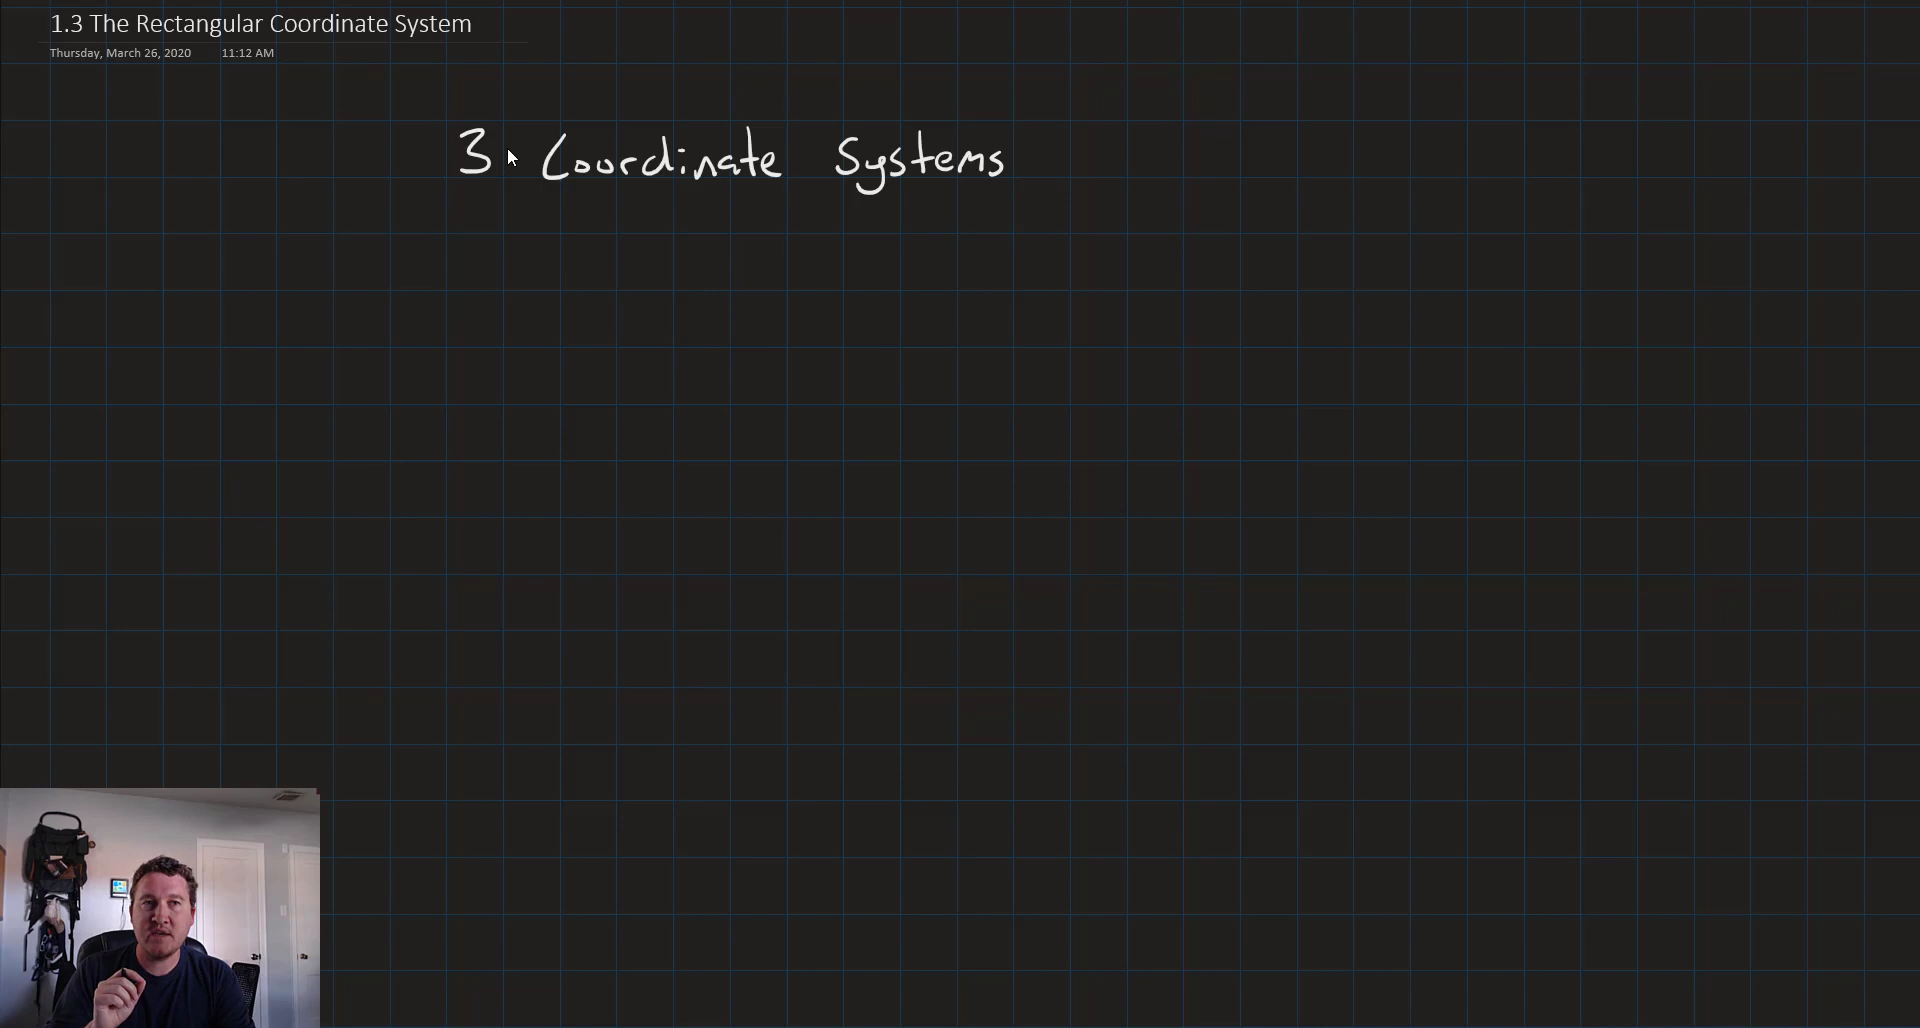 1.3 The Rectangular Coordinate System
Thursday, March 26, 2020 11:12 AM
3 Coordinate Systems